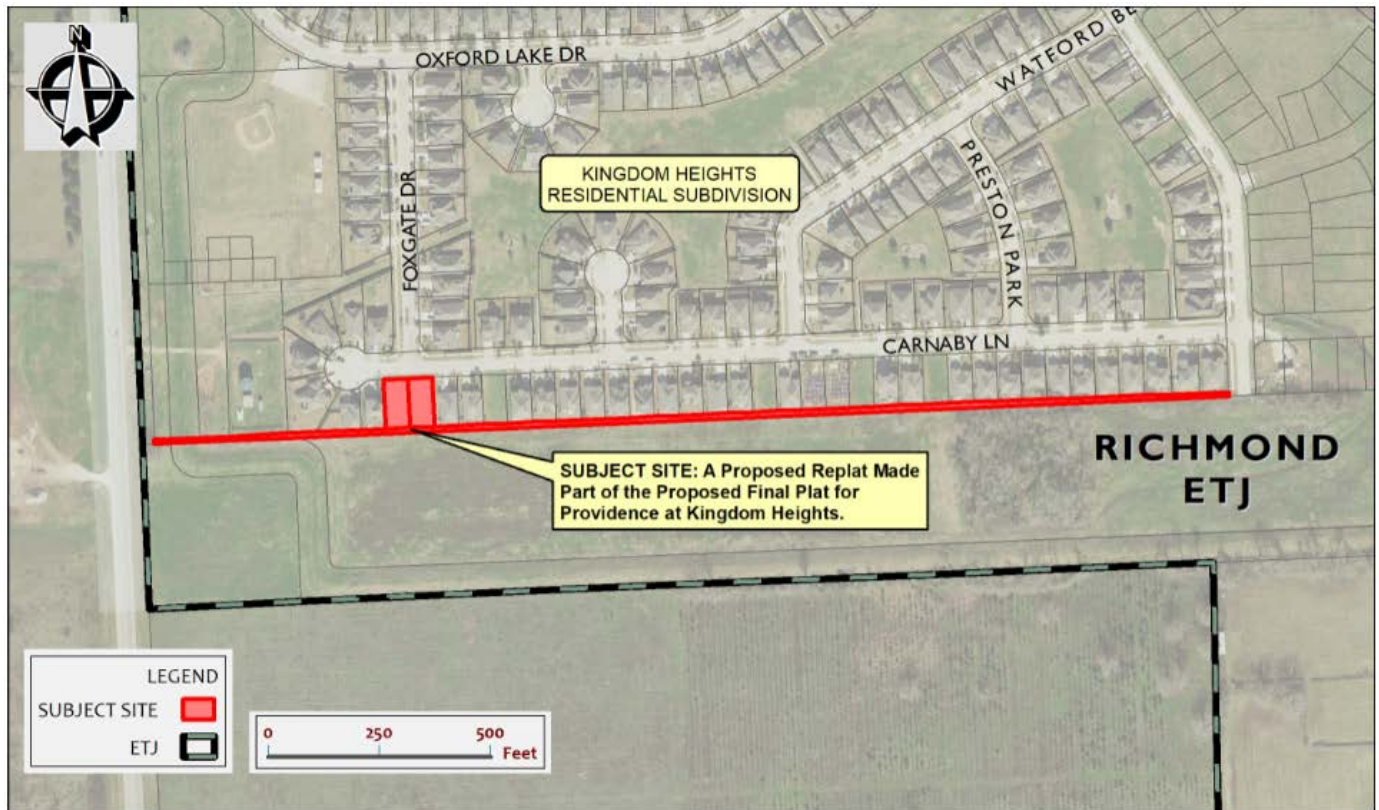 N
OXFORD LAKE DR
WATFORD BE
KINGDOM HEIGHTS
RESIDENTIAL SUBDIVISION
FOXGATE DR
PRESTON PARK
CARNABY LN
RICHMOND
ETJ
SUBJECT SITE: A Proposed Replat Made
Part of the Proposed Final Plat for
Providence at Kingdom Heights.
LEGEND
SUBJECT SITE
ETJ
0 250 500
Feet